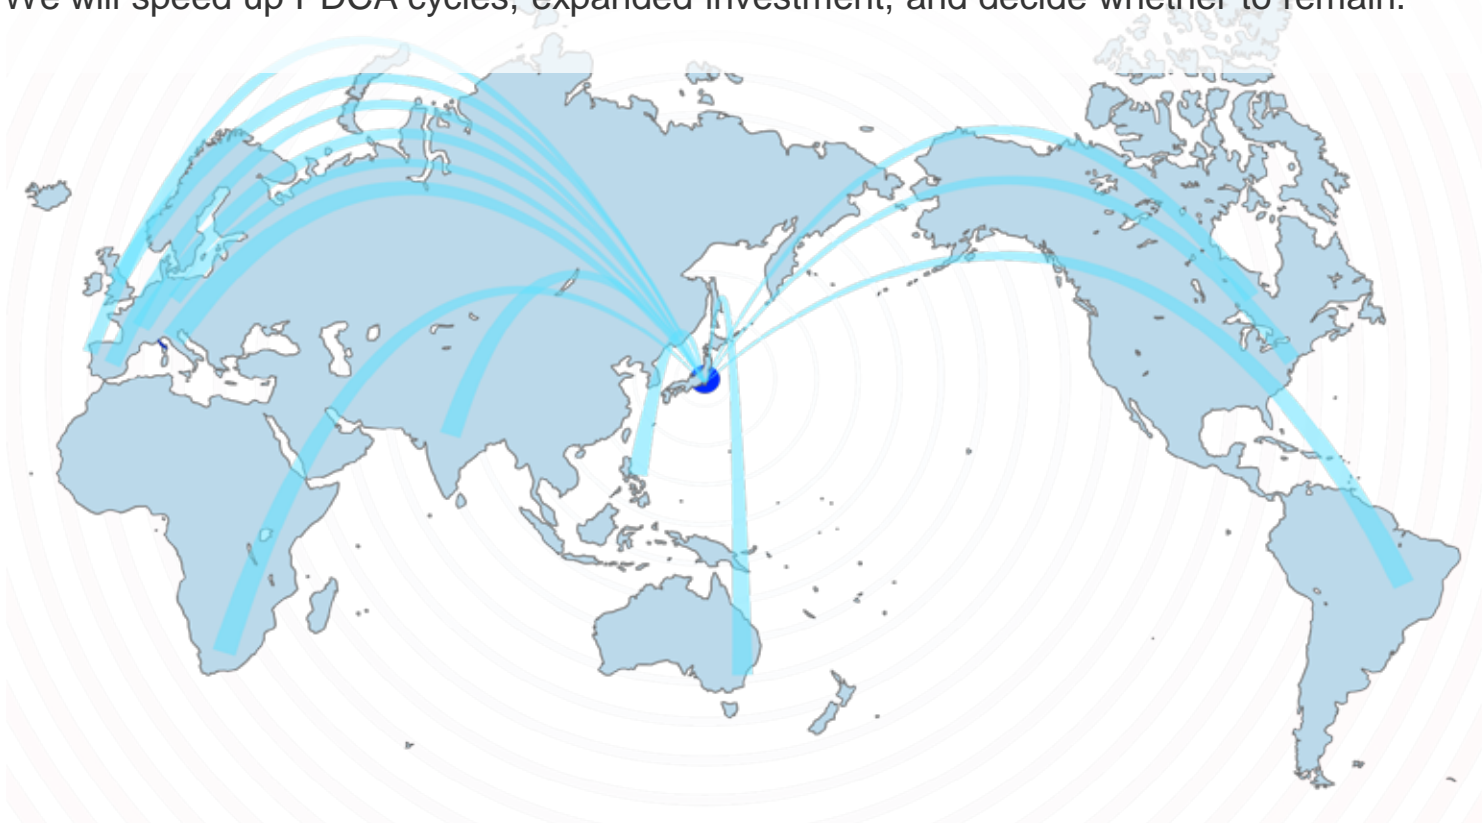 We will speed up PDCA cycles, expanded investment, and decide whether to remain.